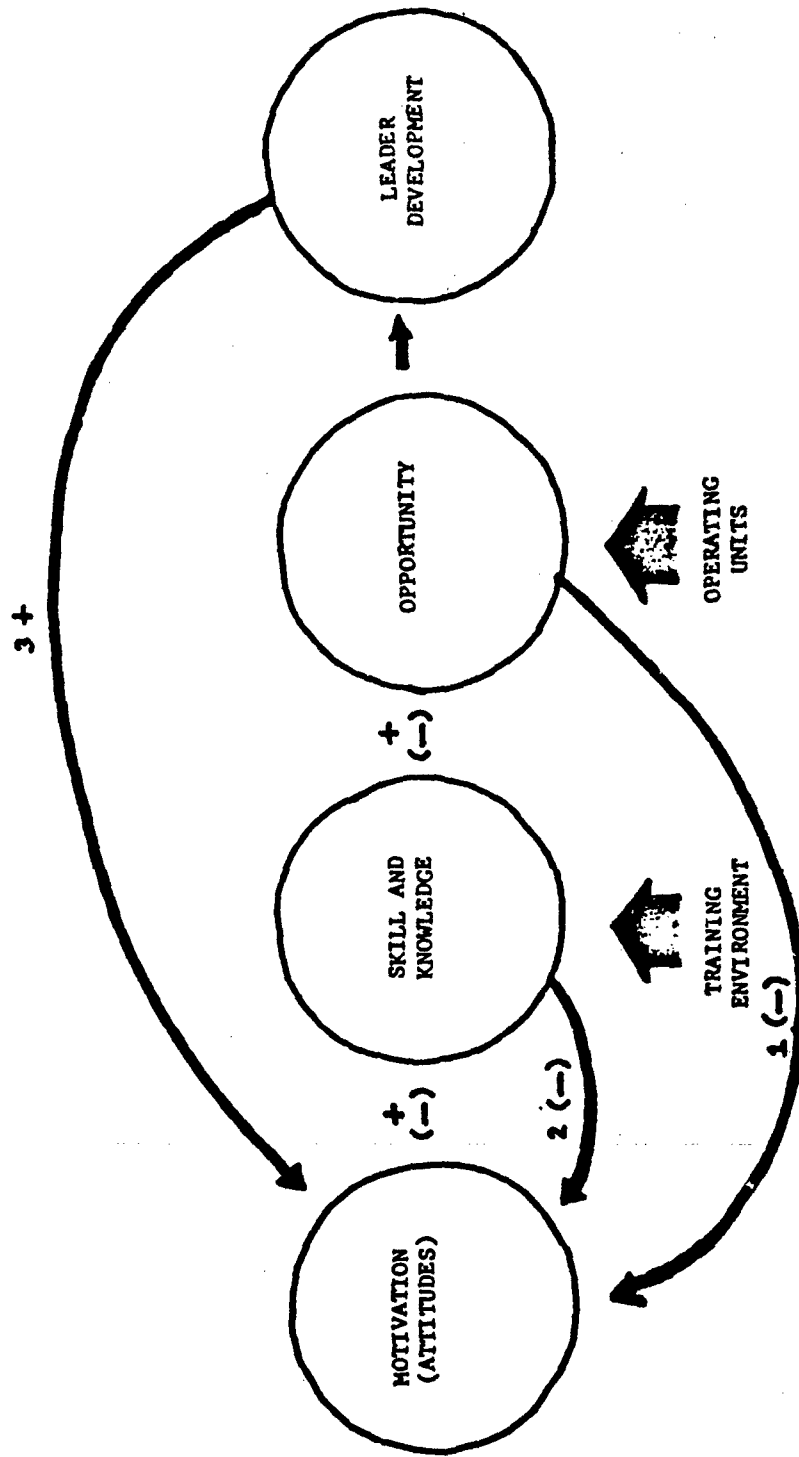 3 +
MOTIVATION
(ATTITUDES)
+
(—)
SKILL AND
KNOWLEDGE
+
(—)
OPPORTUNITY
LEADER
DEVELOPMENT
2 (—)
TRAINING
ENVIRONMENT
OPERATING
UNITS
1 (—)